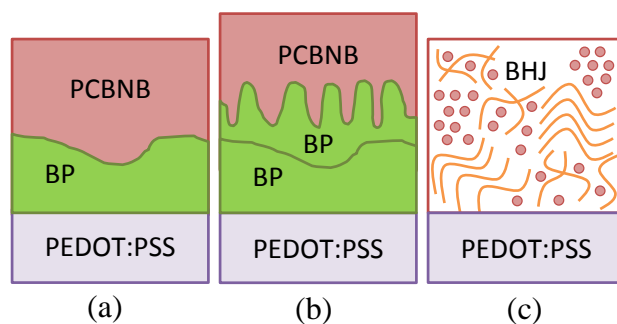 PCBNB
BP
PEDOT:PSS
(a)
PCBNB
BP
BP
PEDOT:PSS
(b)
BHJ
PEDOT:PSS
(c)